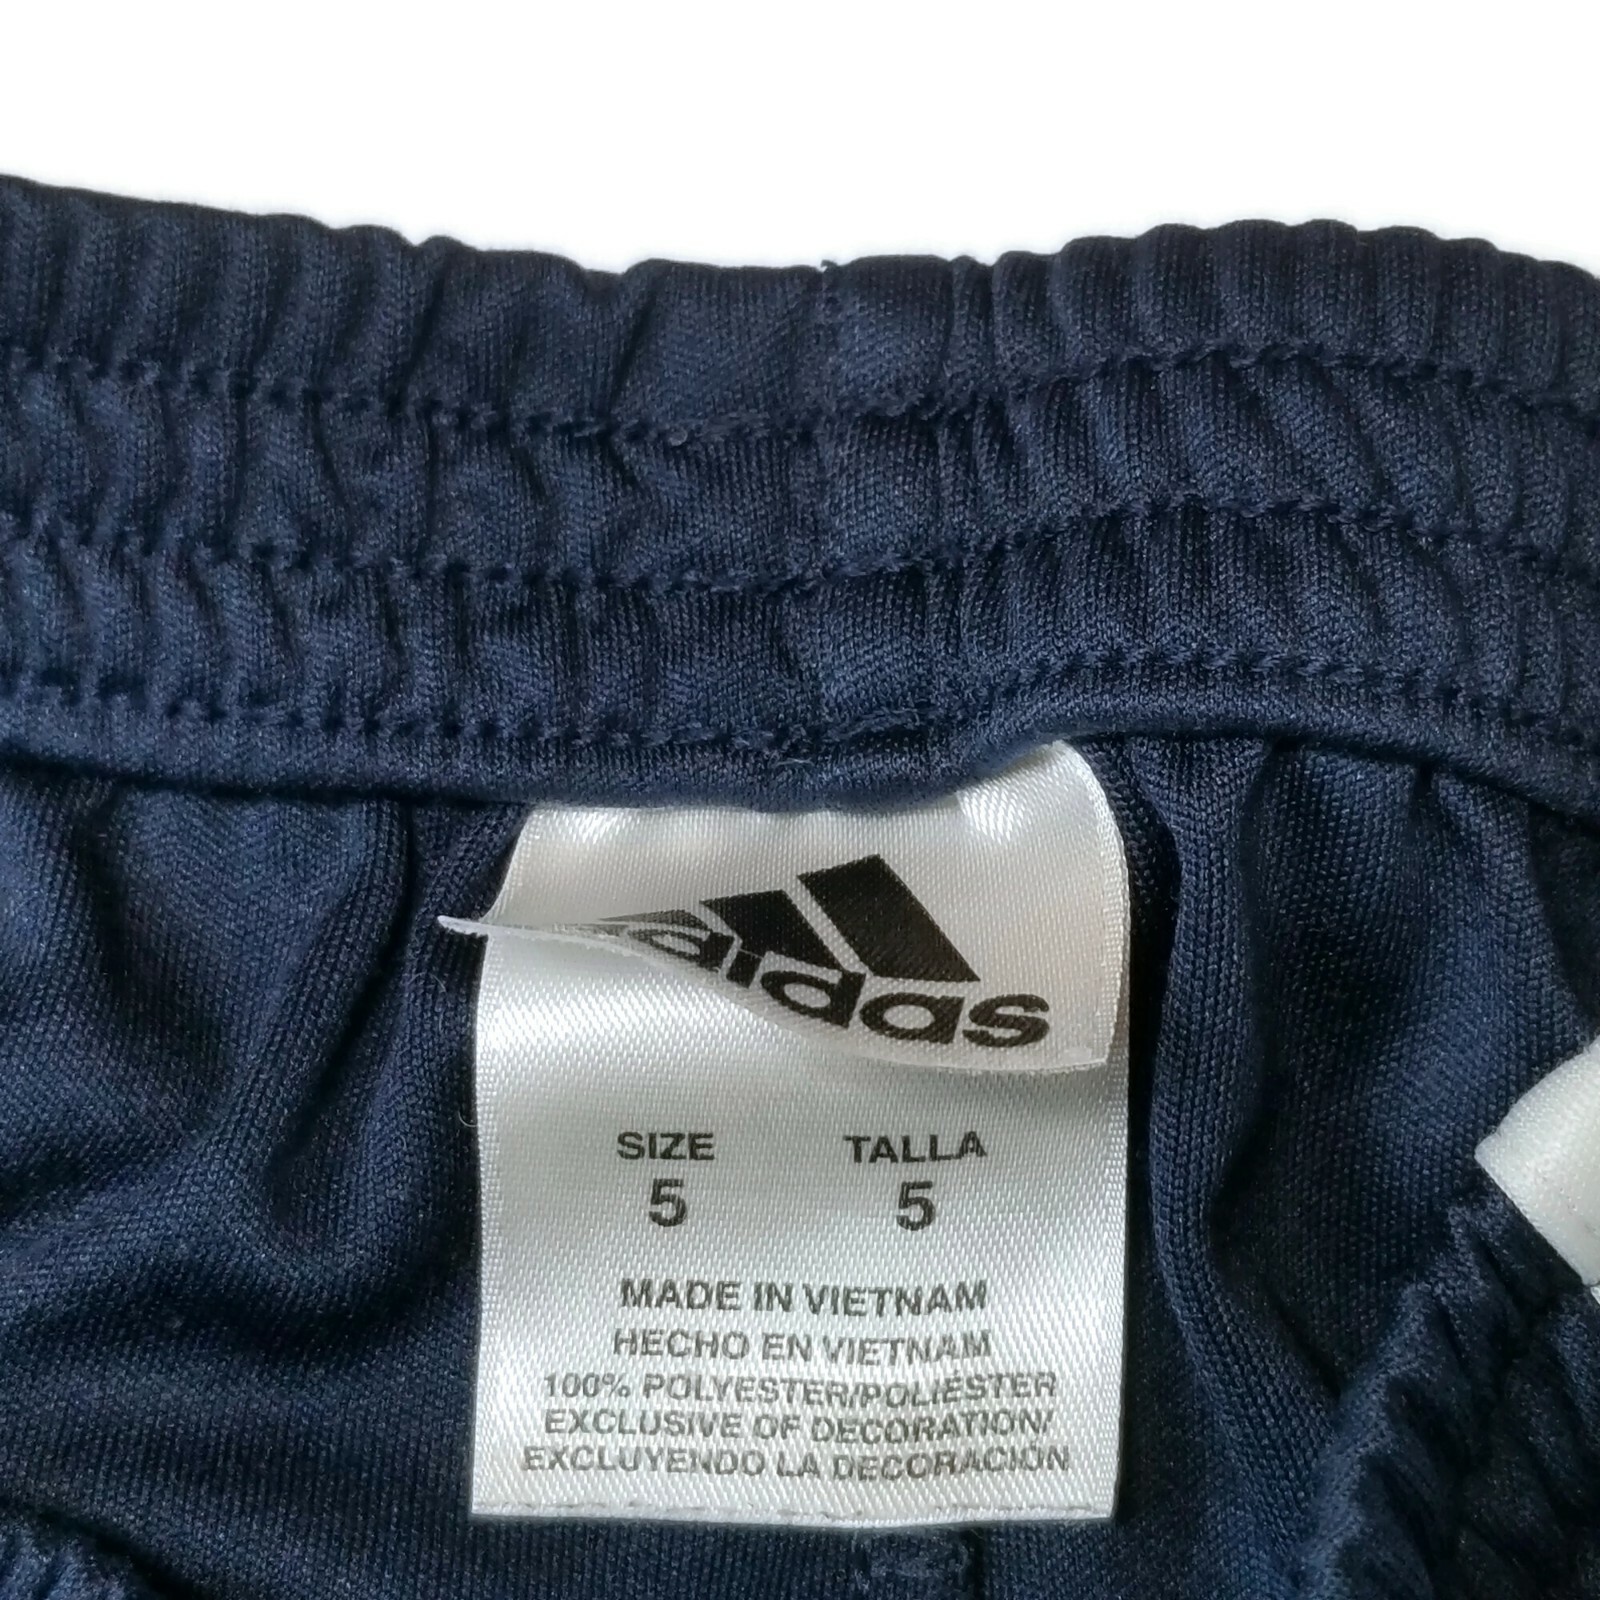 adidas
SIZE TALLA
5 5
MADE IN VIETNAM
HECHO EN VIETNAM
100% POLYESTER/POLIÉSTER
EXCLUSIVE OF DECORATION/
EXCLUYENDO LA DECORACIÓN